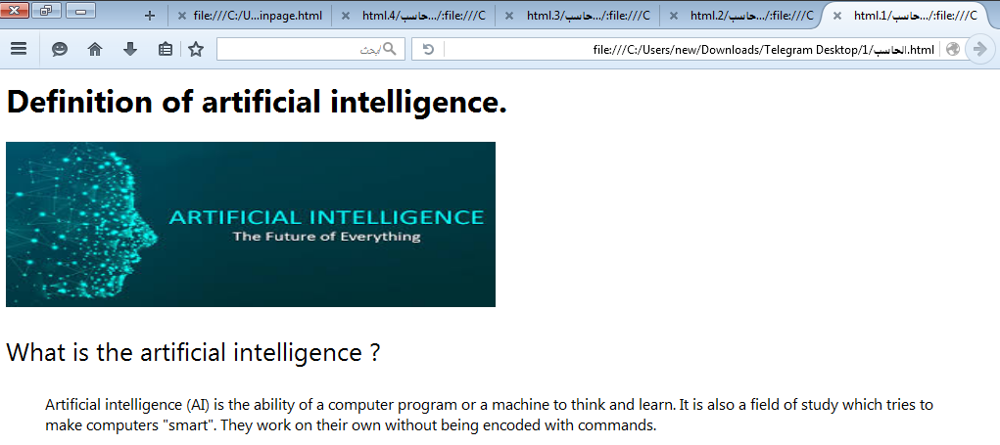 file:///C:/U...inpage.html
html.4/حاسب...‎/:file:///C
html.3/حاسب...‎/:file:///C
html.2/حاسب...‎/:file:///C
html.1/حاسب...‎/:file:///C
ابحث
file:///C:/Users/new/Downloads/Telegram Desktop/1/الحاسب.html
Definition of artificial intelligence.
ARTIFICIAL INTELLIGENCE
The Future of Everything
What is the artificial intelligence ?
Artificial intelligence (AI) is the ability of a computer program or a machine to think and learn. It is also a field of study which tries to
make computers "smart". They work on their own without being encoded with commands.